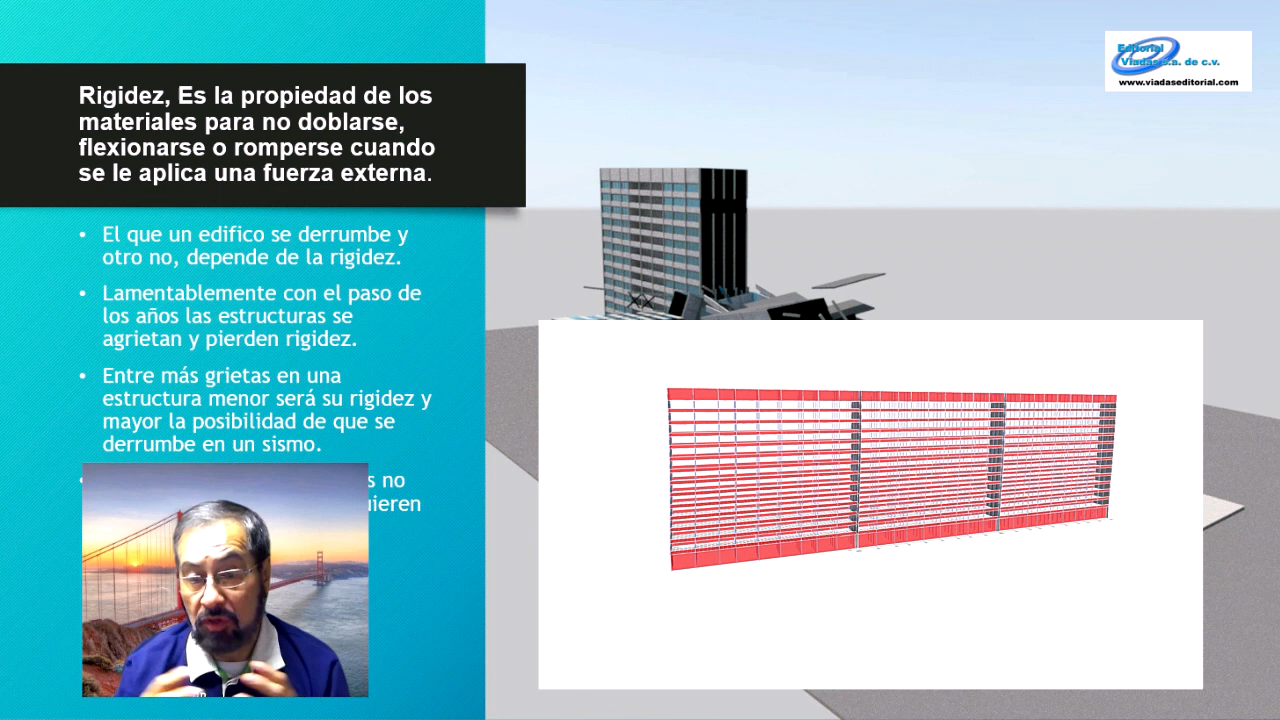 Rigidez, Es la propiedad de los
materiales para no doblarse,
flexionarse o romperse cuando
se le aplica una fuerza externa.
• El que un edifico se derrumbe y
otro no, depende de la rigidez.
• Lamentablemente con el paso de
los años las estructuras se
agrietan y pierden rigidez.
• Entre más grietas en una
estructura menor será su rigidez y
mayor la posibilidad de que se
derrumbe en un sismo.
no
Editorial
Viadas s.a. de c.v.
www.viadaseditorial.com